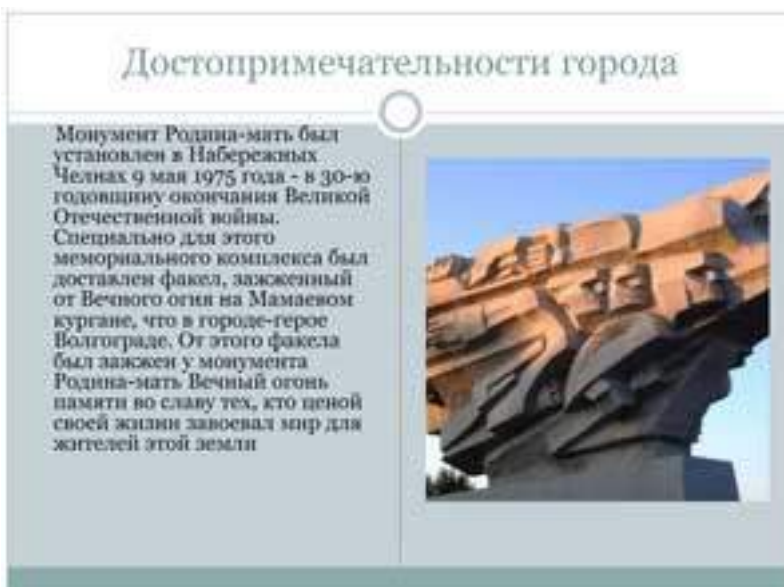 Достопримечательности города
Монумент Родина-мать был
установлен в Набережных
Челнах 9 мая 1975 года - в 30-ю
годовщину окончания Великой
Отечественной войны.
Специально для этого
мемориального комплекса был
доставлен факел, зажженный
от Вечного огня на Мамаевом
кургане, что в городе-герое
Волгограде. От этого факела
был зажжен у монумента
Родина-мать Вечный огонь
памяти во славу тех, кто ценой
своей жизни завоевал мир для
жителей этой земли